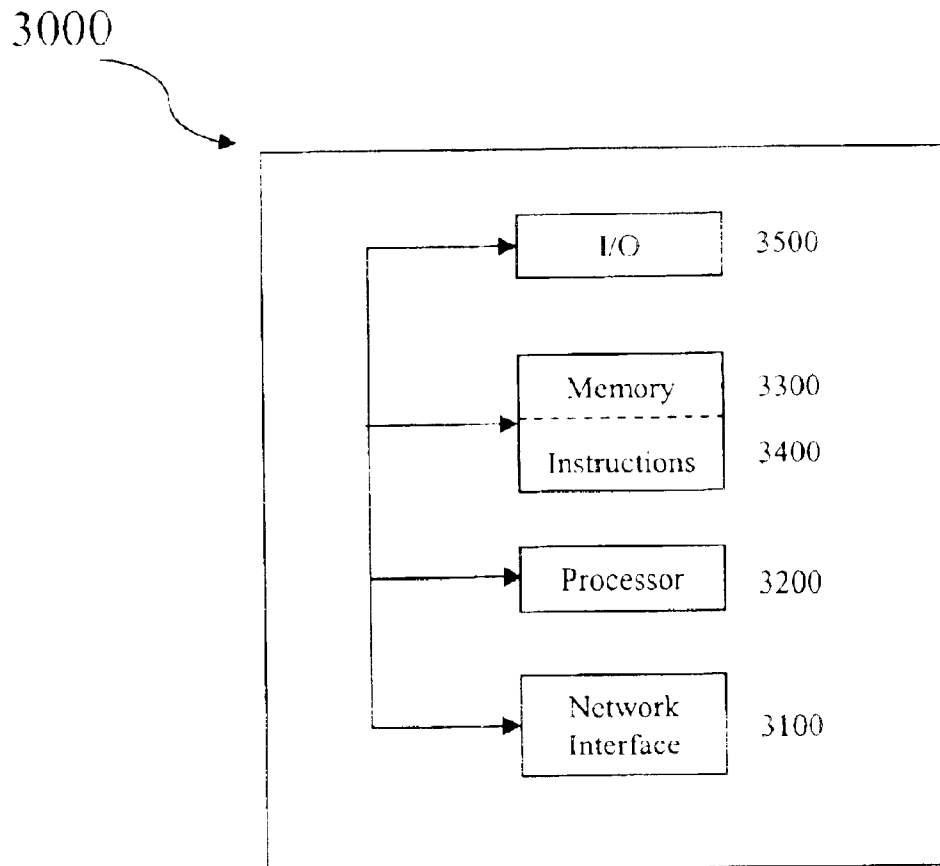 3000
I/O 3500
Memory 3300
Instructions 3400
Processor 3200
Network
Interface 3100